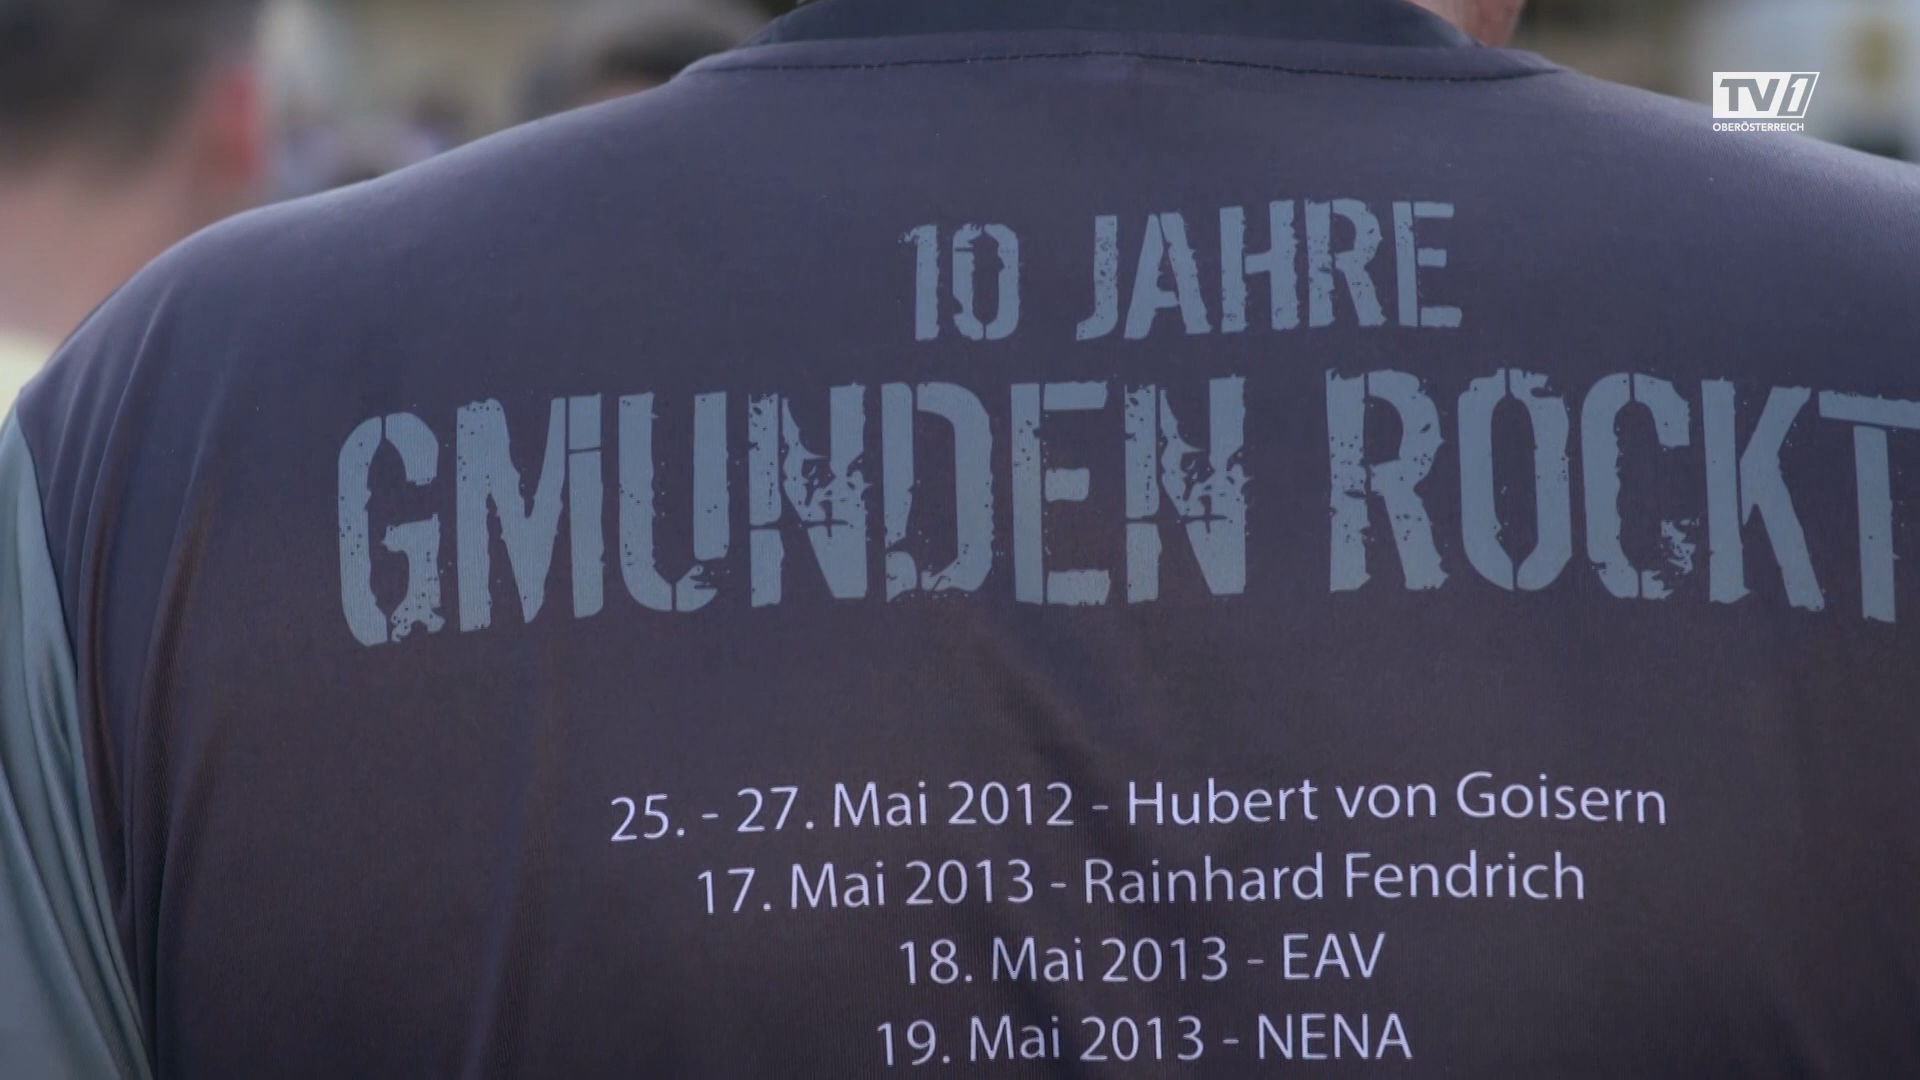 TV1
OBERÖSTERREICH
10 JAHRE
GMUNDEN ROCKT
25. - 27. Mai 2012 - Hubert von Goisern
17. Mai 2013 - Rainhard Fendrich
18. Mai 2013 - EAV
19. Mai 2013 - NENA